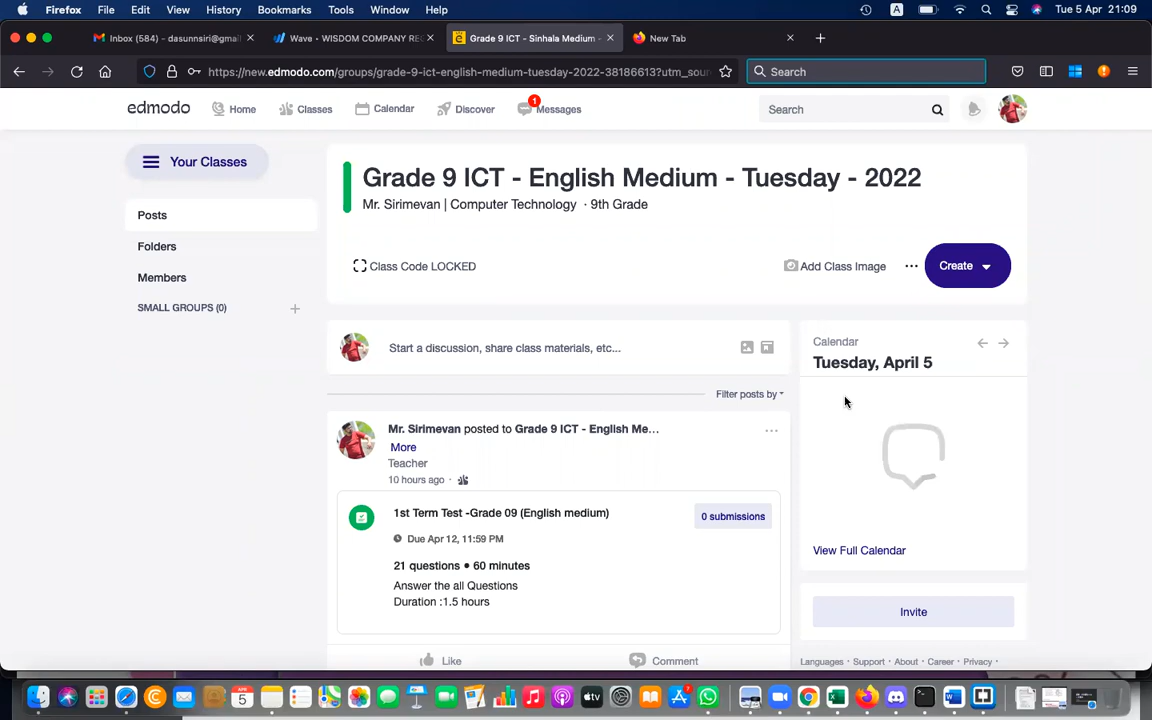 Firefox File Edit View History Bookmarks Tools Window Help A Tue 5 Apr 21:09
Inbox (584) - dasunnsiri@gmai
Wave • WISDOM COMPANY RE
Grade 9 ICT - Sinhala Medium -
New Tab
https://new.edmodo.com/groups/grade-9-ict-english-medium-tuesday-2022-38186613?utm_sour
Search
edmodo Home Classes Calendar Discover 1 Messages Search
Your Classes
Posts
Folders
Members
SMALL GROUPS (0)
Grade 9 ICT - English Medium - Tuesday - 2022
Mr. Sirimevan | Computer Technology · 9th Grade
Class Code LOCKED
Add Class Image
Create
Start a discussion, share class materials, etc...
Filter posts by
Mr. Sirimevan posted to Grade 9 ICT - English Me...
More
Teacher
10 hours ago ·
1st Term Test -Grade 09 (English medium)
0 submissions
Due Apr 12, 11:59 PM
21 questions • 60 minutes
Answer the all Questions
Duration :1.5 hours
Like
Comment
Calendar
Tuesday, April 5
View Full Calendar
Invite
Languages · Support · About · Career · Privacy ·